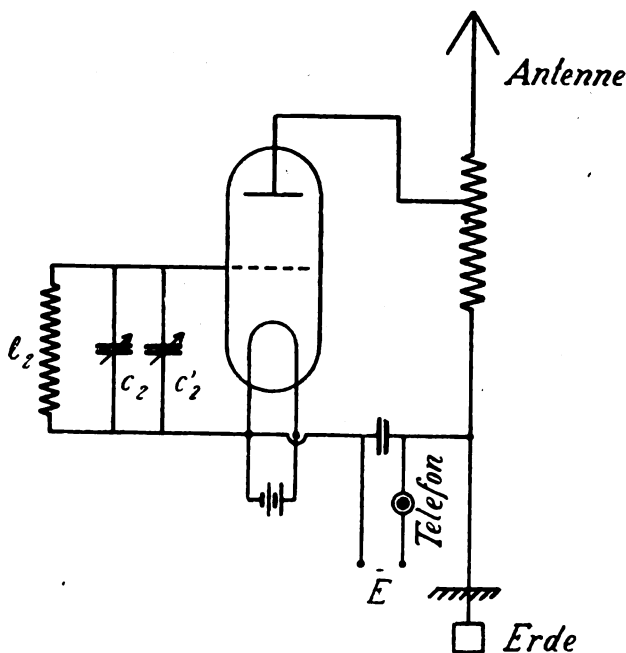 Antenne
l₂
c₂
c'₂
Telefon
Ē
Erde